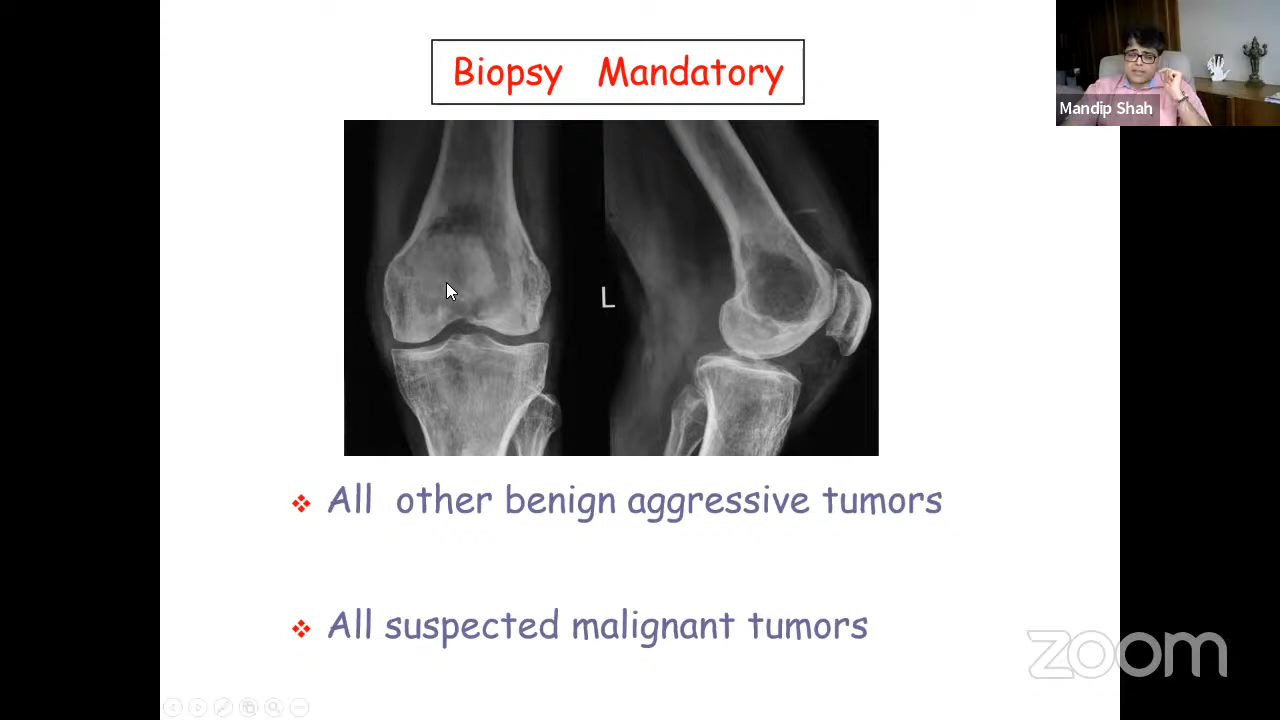 Biopsy Mandatory
Mandip Shah
L
All other benign aggressive tumors
All suspected malignant tumors
zoom